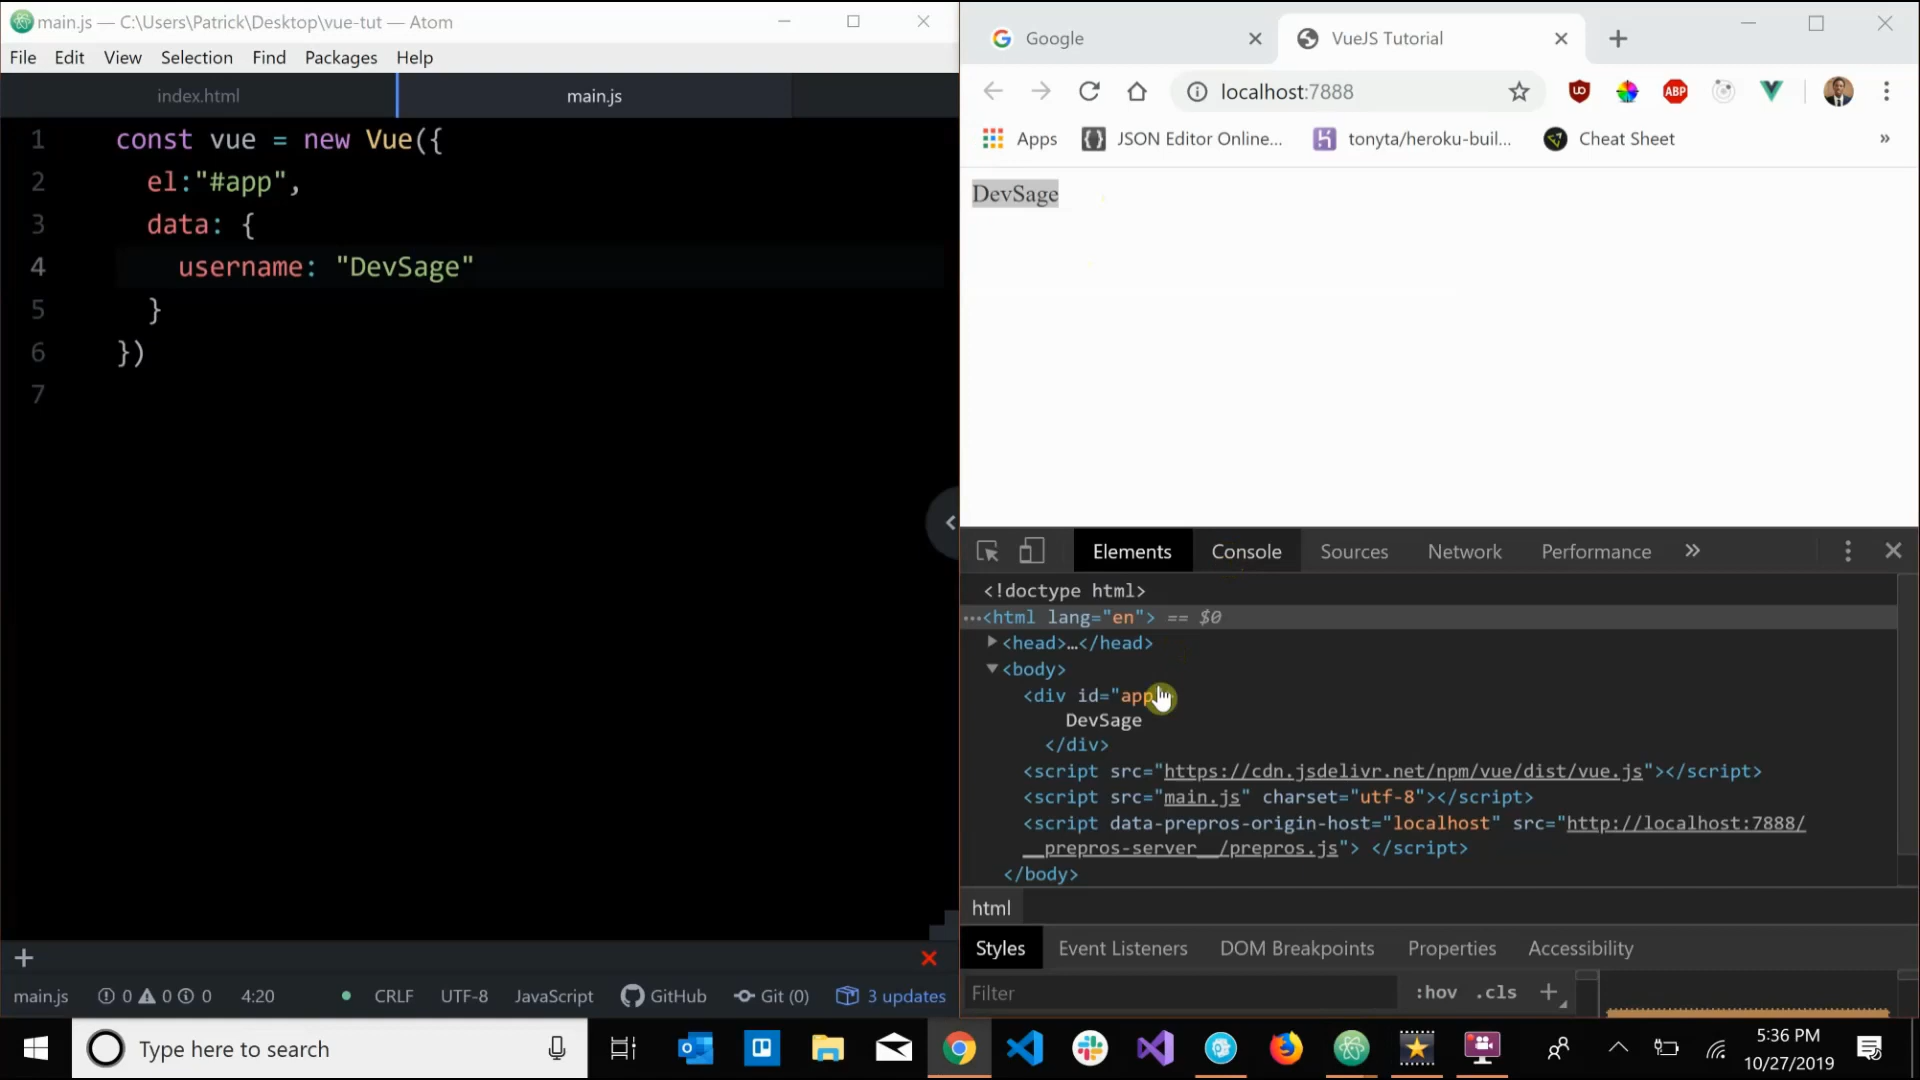 main.js — C:\Users\Patrick\Desktop\vue-tut — Atom
File Edit View Selection Find Packages Help
index.html main.js
1 const vue = new Vue({
2 el:"#app",
3 data: {
4 username: "DevSage"
5 }
6 })
7
main.js 0 0 0 4:20 CRLF UTF-8 JavaScript GitHub Git (0) 3 updates
Google VueJS Tutorial
localhost:7888
UO ABP
Apps JSON Editor Online... tonyta/heroku-buil... Cheat Sheet »
DevSage
Elements Console Sources Network Performance »
<!doctype html>
…<html lang="en"> == $0
<head>…</head>
<body>
<div id="app
DevSage
</div>
<script src="https://cdn.jsdelivr.net/npm/vue/dist/vue.js"></script>
<script src="main.js" charset="utf-8"></script>
<script data-prepros-origin-host="localhost" src="http://localhost:7888/
__prepros-server__/prepros.js"> </script>
</body>
html
Styles Event Listeners DOM Breakpoints Properties Accessibility
Filter :hov .cls +
Type here to search
5:36 PM
10/27/2019